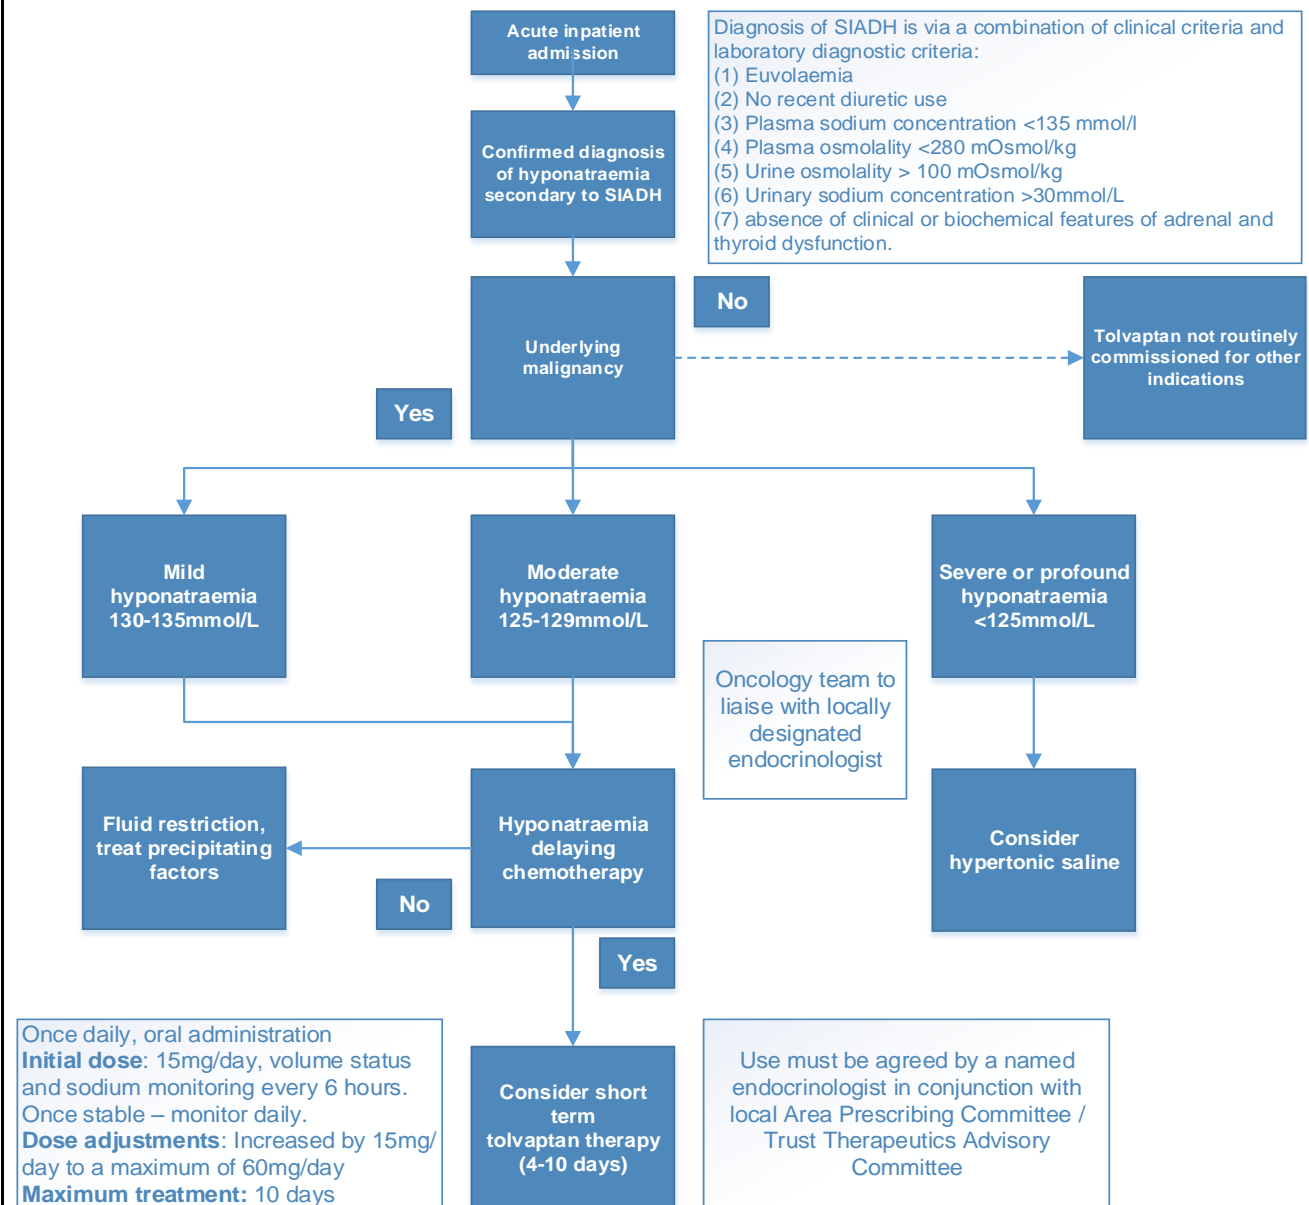 Acute inpatient
admission
Diagnosis of SIADH is via a combination of clinical criteria and
laboratory diagnostic criteria:
(1) Euvolaemia
(2) No recent diuretic use
(3) Plasma sodium concentration <135 mmol/l
(4) Plasma osmolality <280 mOsmol/kg
(5) Urine osmolality > 100 mOsmol/kg
(6) Urinary sodium concentration >30mmol/L
(7) absence of clinical or biochemical features of adrenal and
thyroid dysfunction.
Confirmed diagnosis
of hyponatraemia
secondary to SIADH
Underlying
malignancy
No
Tolvaptan not routinely
commissioned for other
indications
Yes
Mild
hyponatraemia
130-135mmol/L
Moderate
hyponatraemia
125-129mmol/L
Severe or profound
hyponatraemia
<125mmol/L
Oncology team to
liaise with locally
designated
endocrinologist
Fluid restriction,
treat precipitating
factors
Hyponatraemia
delaying
chemotherapy
Consider
hypertonic saline
No
Yes
Once daily, oral administration
Initial dose: 15mg/day, volume status
and sodium monitoring every 6 hours.
Once stable – monitor daily.
Dose adjustments: Increased by 15mg/
day to a maximum of 60mg/day
Maximum treatment: 10 days
Consider short
term
tolvaptan therapy
(4-10 days)
Use must be agreed by a named
endocrinologist in conjunction with
local Area Prescribing Committee /
Trust Therapeutics Advisory
Committee